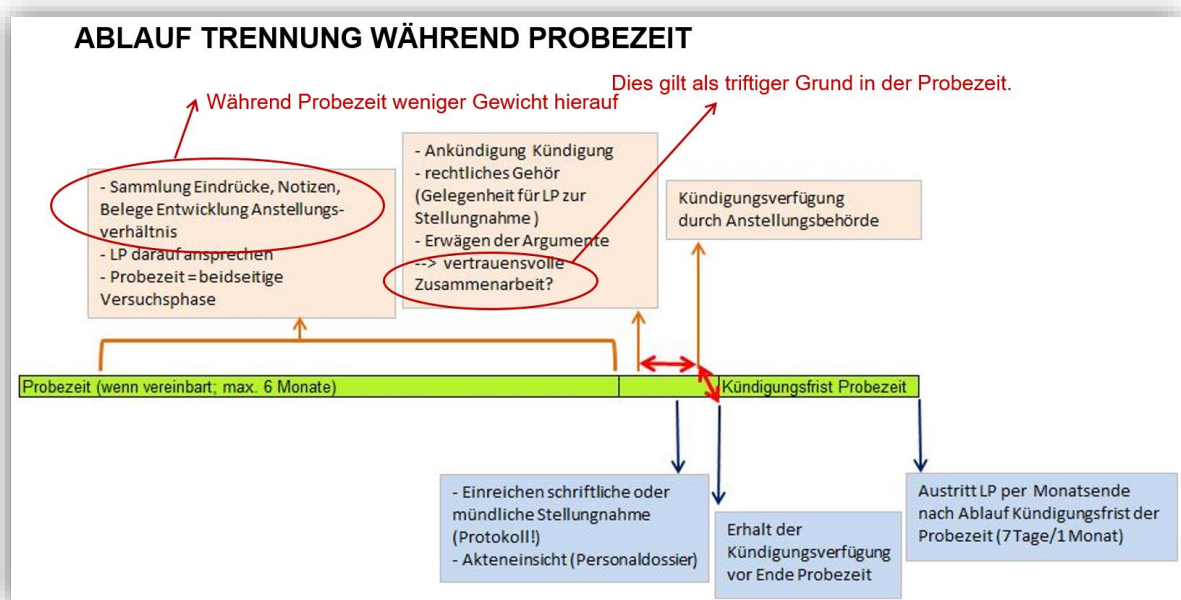 ABLAUF TRENNUNG WÄHREND PROBEZEIT
Dies gilt als triftiger Grund in der Probezeit.
Während Probezeit weniger Gewicht hierauf
- Sammlung Eindrücke, Notizen,
Belege Entwicklung Anstellungs-
verhältnis
- LP darauf ansprechen
- Probezeit = beidseitige
Versuchsphase
- Ankündigung Kündigung
- rechtliches Gehör
(Gelegenheit für LP zur
Stellungnahme )
- Erwägen der Argumente
--> vertrauensvolle
Zusammenarbeit?
Kündigungsverfügung
durch Anstellungsbehörde
Probezeit (wenn vereinbart; max. 6 Monate)
Kündigungsfrist Probezeit
- Einreichen schriftliche oder
mündliche Stellungnahme
(Protokoll!)
- Akteneinsicht (Personaldossier)
Erhalt der
Kündigungsverfügung
vor Ende Probezeit
Austritt LP per Monatsende
nach Ablauf Kündigungsfrist der
Probezeit (7 Tage/1 Monat)